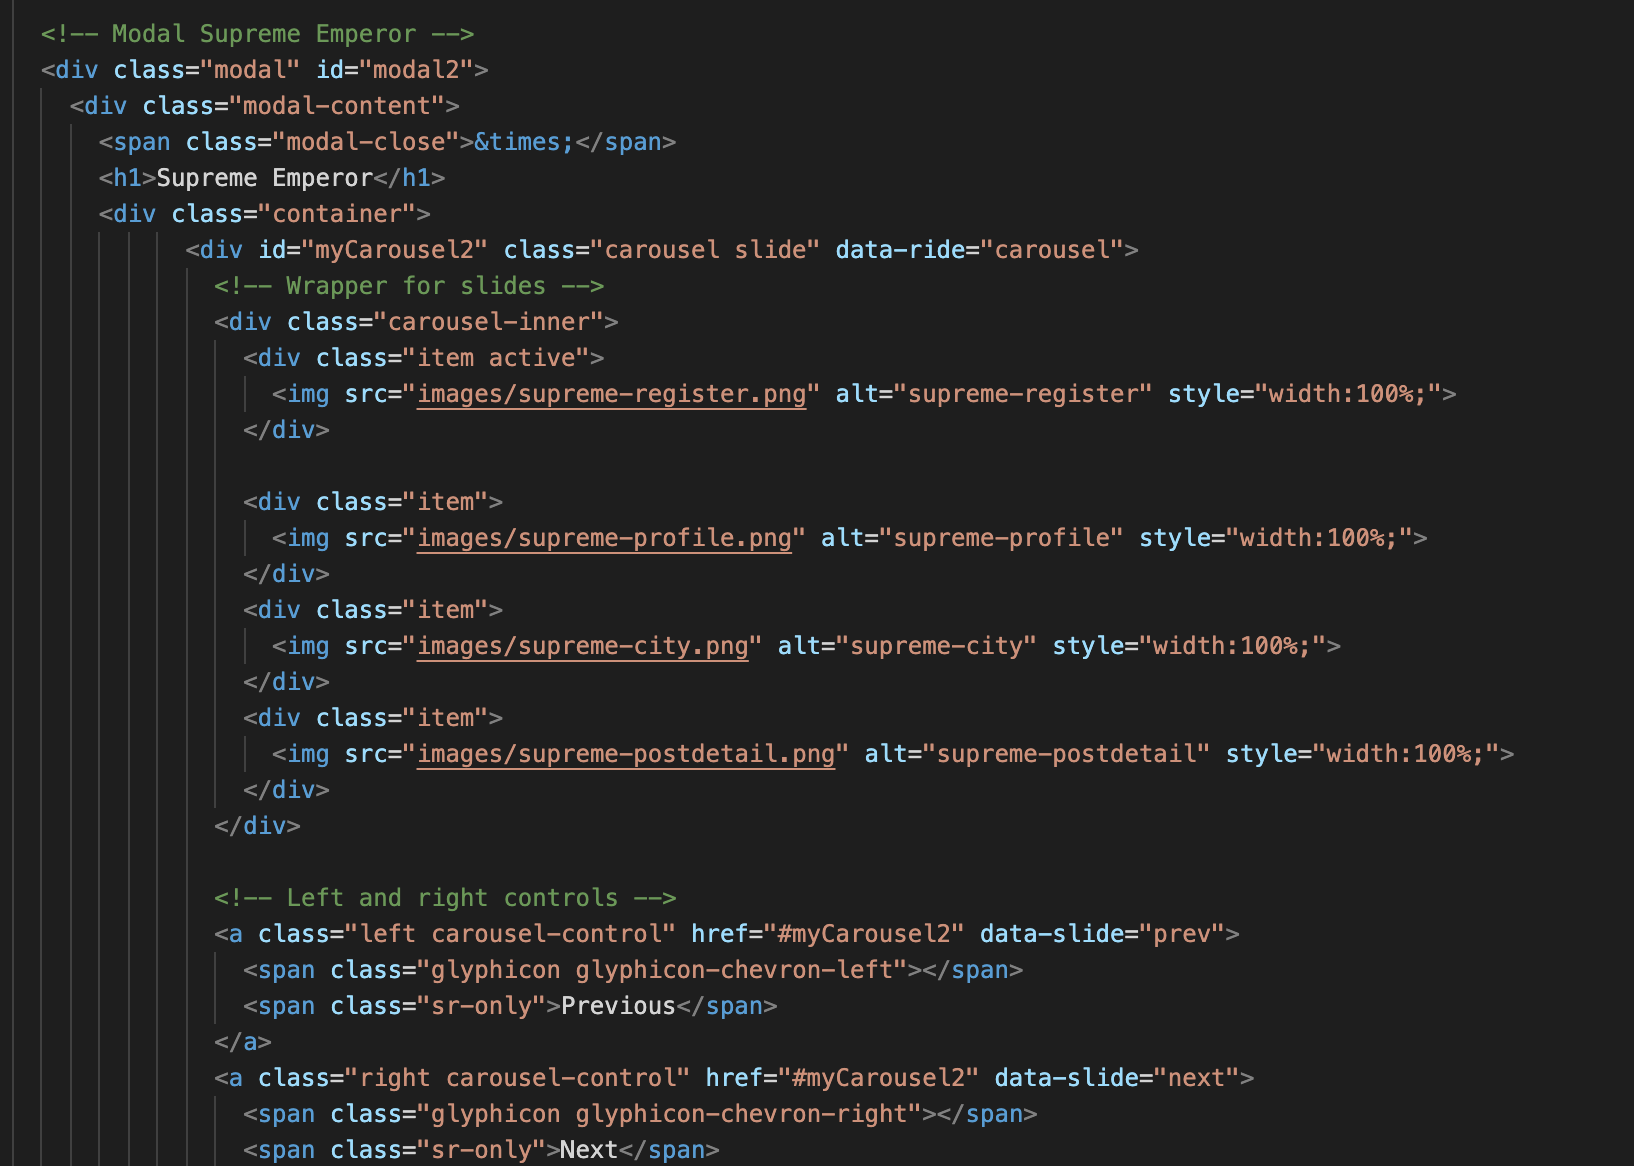 <!-- Modal Supreme Emperor -->
<div class="modal" id="modal2">
<div class="modal-content">
<span class="modal-close">&times;</span>
<h1>Supreme Emperor</h1>
<div class="container">
<div id="myCarousel2" class="carousel slide" data-ride="carousel">
<!-- Wrapper for slides -->
<div class="carousel-inner">
<div class="item active">
<img src="images/supreme-register.png" alt="supreme-register" style="width:100%;">
</div>
<div class="item">
<img src="images/supreme-profile.png" alt="supreme-profile" style="width:100%;">
</div>
<div class="item">
<img src="images/supreme-city.png" alt="supreme-city" style="width:100%;">
</div>
<div class="item">
<img src="images/supreme-postdetail.png" alt="supreme-postdetail" style="width:100%;">
</div>
</div>
<!-- Left and right controls -->
<a class="left carousel-control" href="#myCarousel2" data-slide="prev">
<span class="glyphicon glyphicon-chevron-left"></span>
<span class="sr-only">Previous</span>
</a>
<a class="right carousel-control" href="#myCarousel2" data-slide="next">
<span class="glyphicon glyphicon-chevron-right"></span>
<span class="sr-only">Next</span>